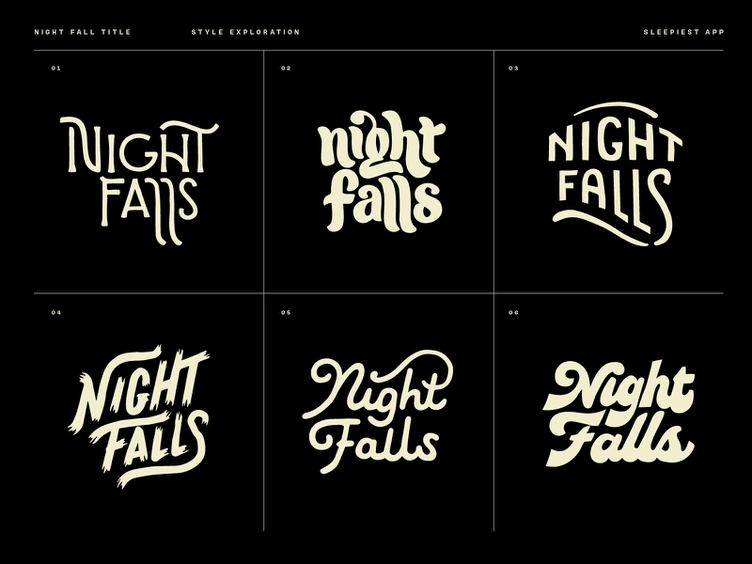 NIGHT FALL TITLE
STYLE EXPLORATION
SLEEPIEST APP
01
NIGHT
FAllS
02
night
falls
03
NIGHT
FALLS
04
NIGHT
FALLS
05
Night
Falls
06
Night
Falls